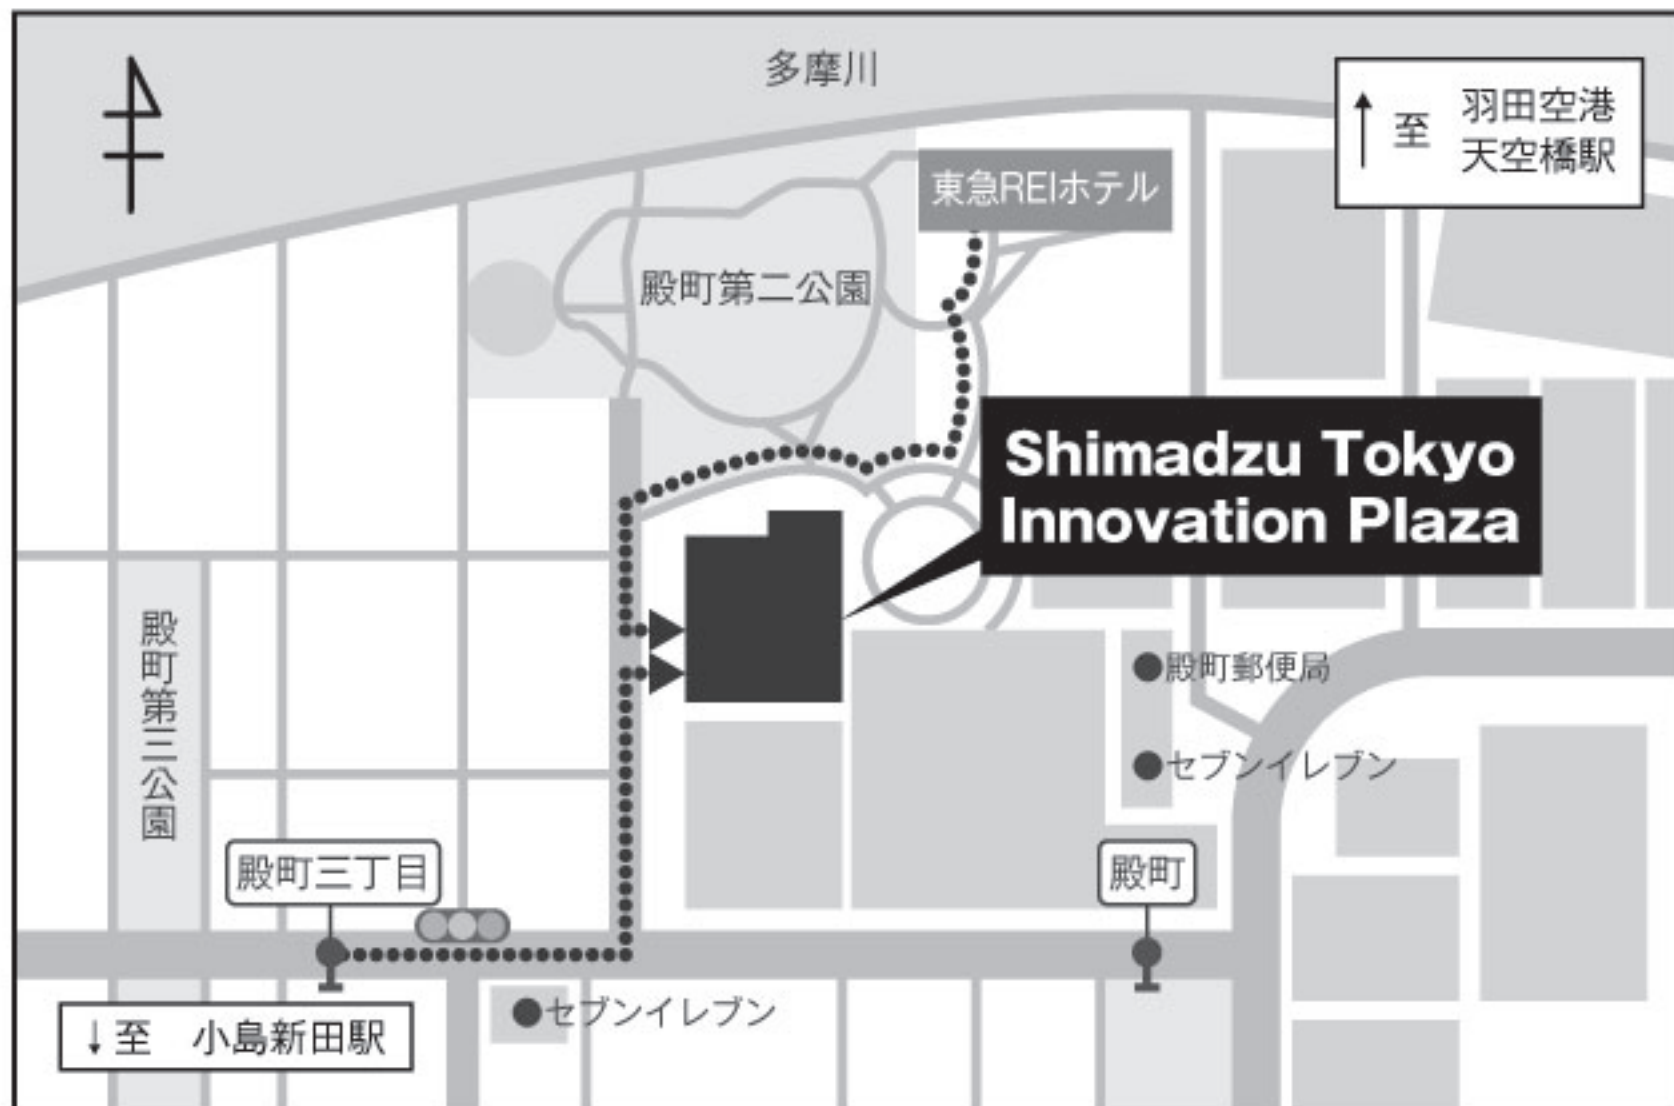 多摩川
至 羽田空港
天空橋駅
東急REIホテル
殿町第二公園
Shimadzu Tokyo
Innovation Plaza
殿町第三公園
殿町郵便局
セブンイレブン
殿町三丁目
殿町
セブンイレブン
↓至 小島新田駅